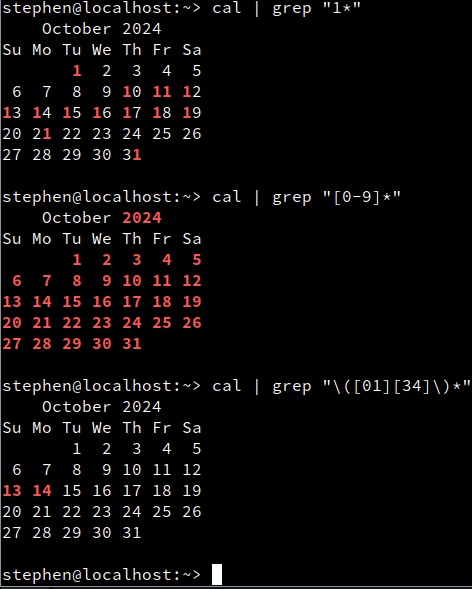 stephen@localhost:~> cal | grep "1*"
    October 2024
Su Mo Tu We Th Fr Sa
       1  2  3  4  5
 6  7  8  9 10 11 12
13 14 15 16 17 18 19
20 21 22 23 24 25 26
27 28 29 30 31

stephen@localhost:~> cal | grep "[0-9]*"
    October 2024
Su Mo Tu We Th Fr Sa
       1  2  3  4  5
 6  7  8  9 10 11 12
13 14 15 16 17 18 19
20 21 22 23 24 25 26
27 28 29 30 31

stephen@localhost:~> cal | grep "\([01][34]\)*"
    October 2024
Su Mo Tu We Th Fr Sa
       1  2  3  4  5
 6  7  8  9 10 11 12
13 14 15 16 17 18 19
20 21 22 23 24 25 26
27 28 29 30 31

stephen@localhost:~>